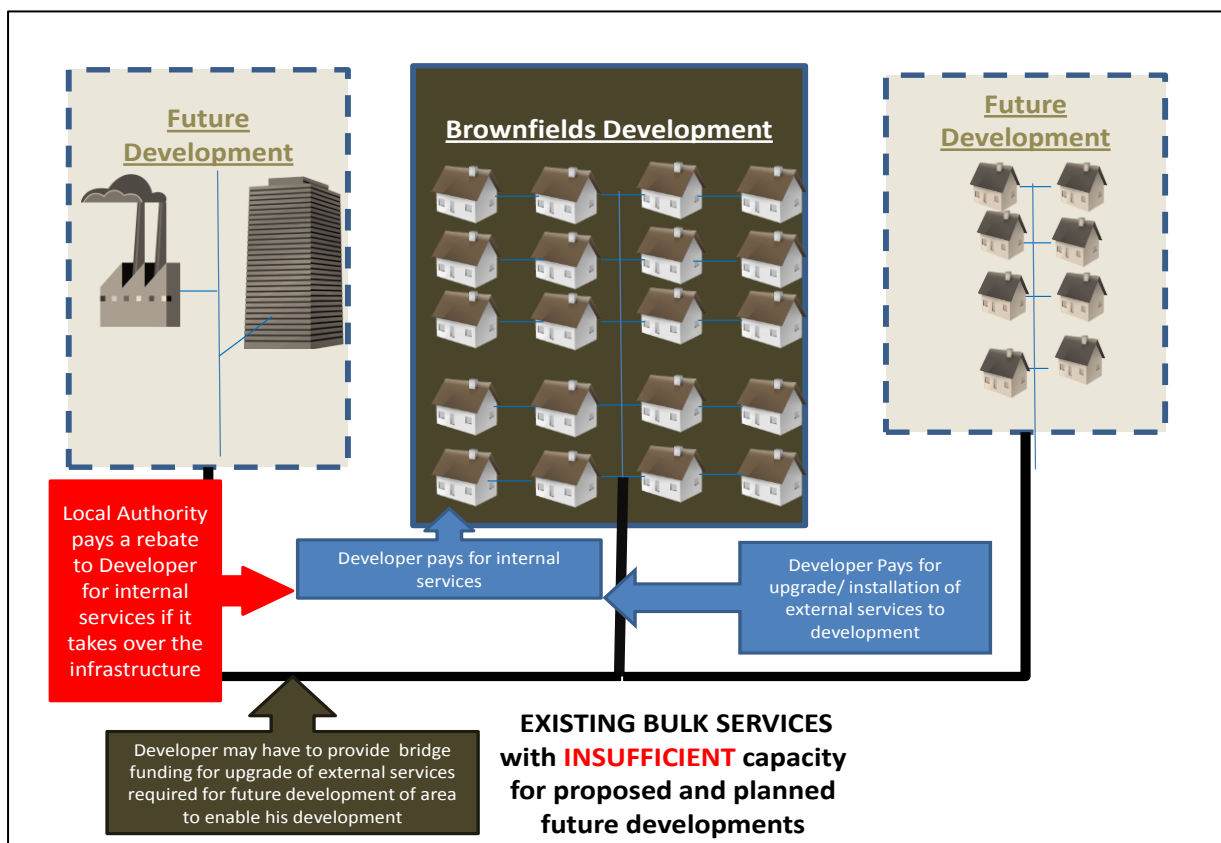 Future
Development
Brownfields Development
Future
Development
Local Authority
pays a rebate
to Developer
for internal
services if it
takes over the
infrastructure
Developer pays for internal
services
Developer Pays for
upgrade/ installation of
external services to
development
Developer may have to provide  bridge
funding for upgrade of external services
required for future development of area
to enable his development
EXISTING BULK SERVICES
with INSUFFICIENT capacity
for proposed and planned
future developments